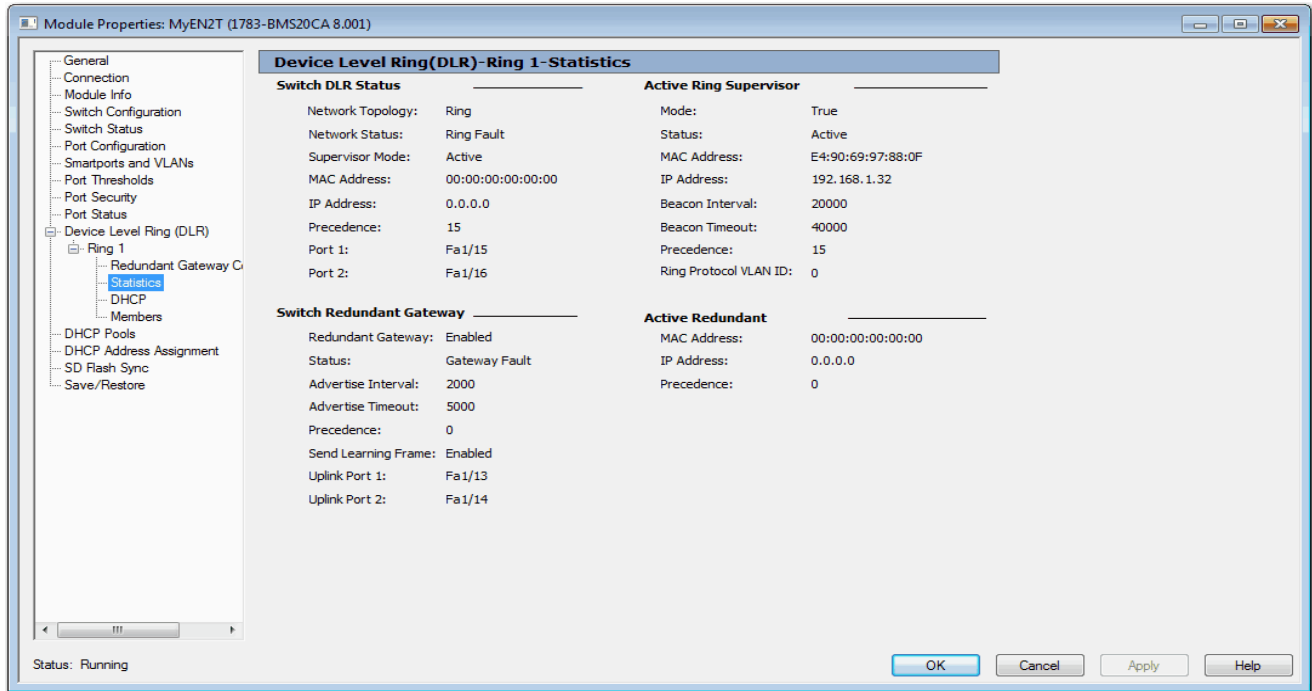 Module Properties: MyEN2T (1783-BMS20CA 8.001)
General
Connection
Module Info
Switch Configuration
Switch Status
Port Configuration
Smartports and VLANs
Port Thresholds
Port Security
Port Status
Device Level Ring (DLR)
Ring 1
Redundant Gateway C
Statistics
DHCP
Members
DHCP Pools
DHCP Address Assignment
SD Flash Sync
Save/Restore
Device Level Ring(DLR)-Ring 1-Statistics
Switch DLR Status
Network Topology: Ring
Network Status: Ring Fault
Supervisor Mode: Active
MAC Address: 00:00:00:00:00:00
IP Address: 0.0.0.0
Precedence: 15
Port 1: Fa1/15
Port 2: Fa1/16
Switch Redundant Gateway
Redundant Gateway: Enabled
Status: Gateway Fault
Advertise Interval: 2000
Advertise Timeout: 5000
Precedence: 0
Send Learning Frame: Enabled
Uplink Port 1: Fa1/13
Uplink Port 2: Fa1/14
Active Ring Supervisor
Mode: True
Status: Active
MAC Address: E4:90:69:97:88:0F
IP Address: 192.168.1.32
Beacon Interval: 20000
Beacon Timeout: 40000
Precedence: 15
Ring Protocol VLAN ID: 0
Active Redundant
MAC Address: 00:00:00:00:00:00
IP Address: 0.0.0.0
Precedence: 0
Status: Running
OK Cancel Apply Help